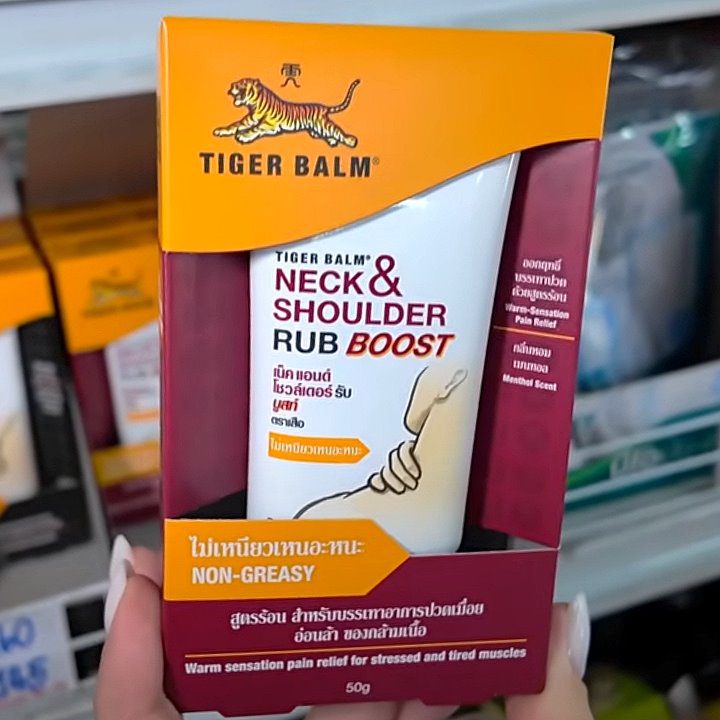 TIGER BALM®
TIGER BALM®
NECK &
SHOULDER
RUB BOOST
เน็ค แอนด์
โชวล์เดอร์ รับ
บูสท์
ตราเสือ
ไม่เหนียวเหนอะหนะ
ออกฤทธิ์
บรรเทาปวด
ด้วยสูตรร้อน
Warm-Sensation
Pain Relief
กลิ่นหอม
เมนทอล
Menthol Scent
ไม่เหนียวเหนอะหนะ
NON-GREASY
สูตรร้อน สำหรับบรรเทาอาการปวดเมื่อย
อ่อนล้า ของกล้ามเนื้อ
Warm sensation pain relief for stressed and tired muscles
50g